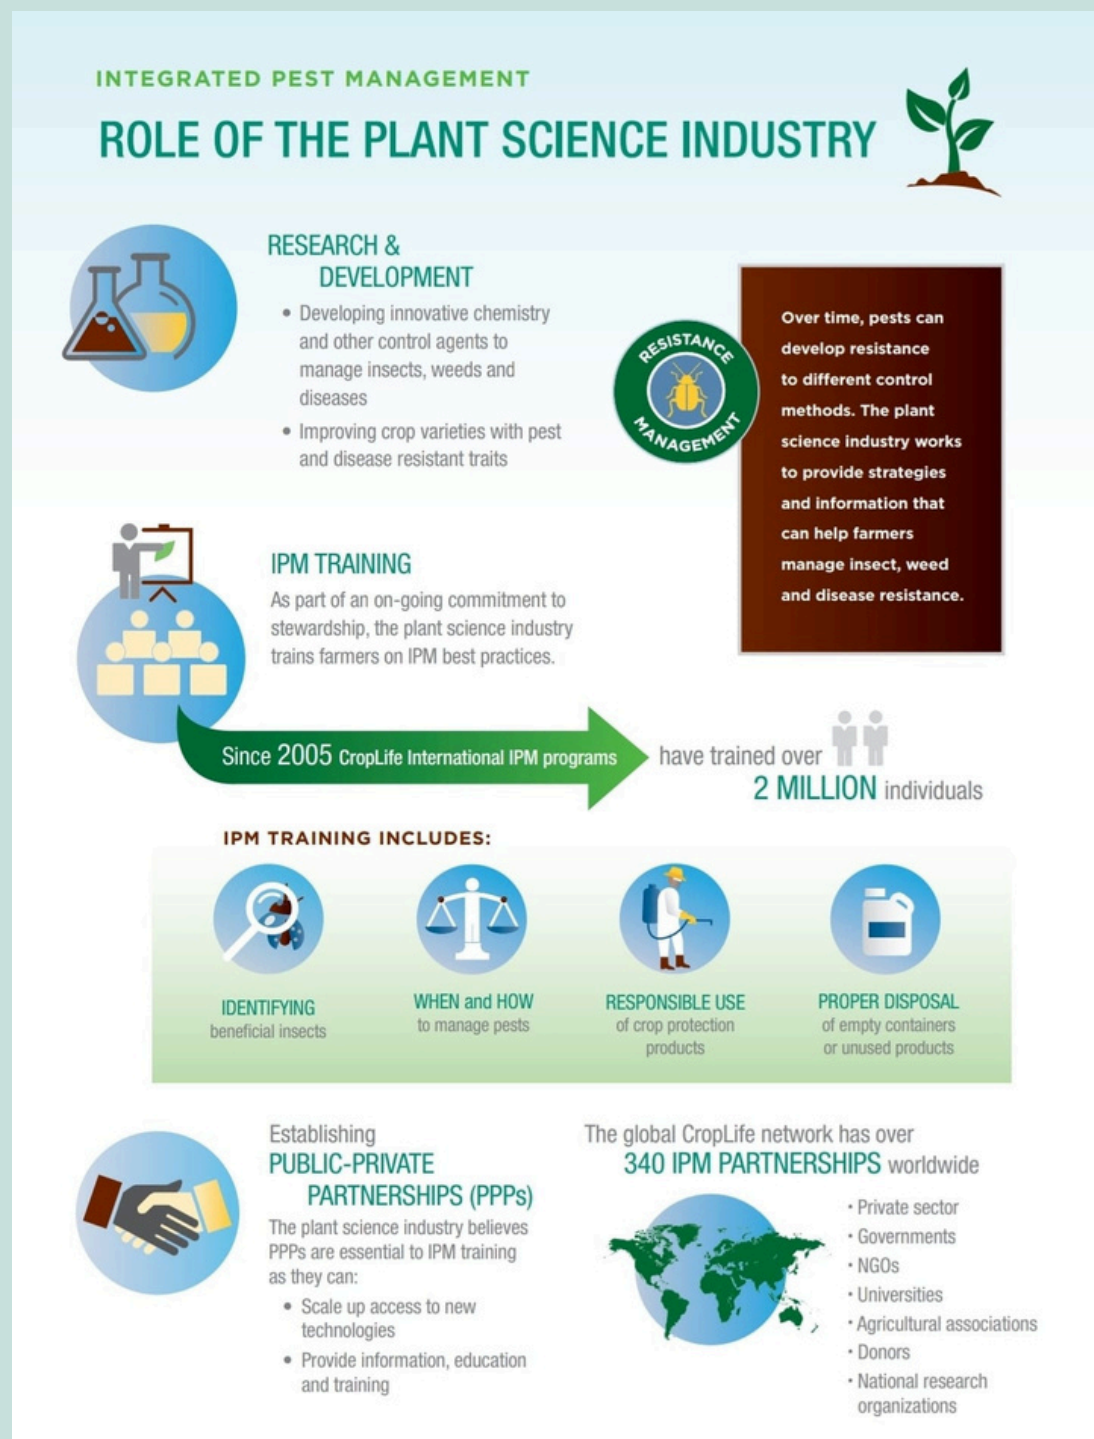 INTEGRATED PEST MANAGEMENT
ROLE OF THE PLANT SCIENCE INDUSTRY
RESEARCH &
DEVELOPMENT
• Developing innovative chemistry
and other control agents to
manage insects, weeds and
diseases
• Improving crop varieties with pest
and disease resistant traits
RESISTANCE
MANAGEMENT
Over time, pests can
develop resistance
to different control
methods. The plant
science industry works
to provide strategies
and information that
can help farmers
manage insect, weed
and disease resistance.
IPM TRAINING
As part of an on-going commitment to
stewardship, the plant science industry
trains farmers on IPM best practices.
Since 2005 CropLife International IPM programs
have trained over
2 MILLION individuals
IPM TRAINING INCLUDES:
IDENTIFYING
beneficial insects
WHEN and HOW
to manage pests
RESPONSIBLE USE
of crop protection
products
PROPER DISPOSAL
of empty containers
or unused products
Establishing
PUBLIC-PRIVATE
PARTNERSHIPS (PPPs)
The plant science industry believes
PPPs are essential to IPM training
as they can:
• Scale up access to new
technologies
• Provide information, education
and training
The global CropLife network has over
340 IPM PARTNERSHIPS worldwide
• Private sector
• Governments
• NGOs
• Universities
• Agricultural associations
• Donors
• National research
organizations